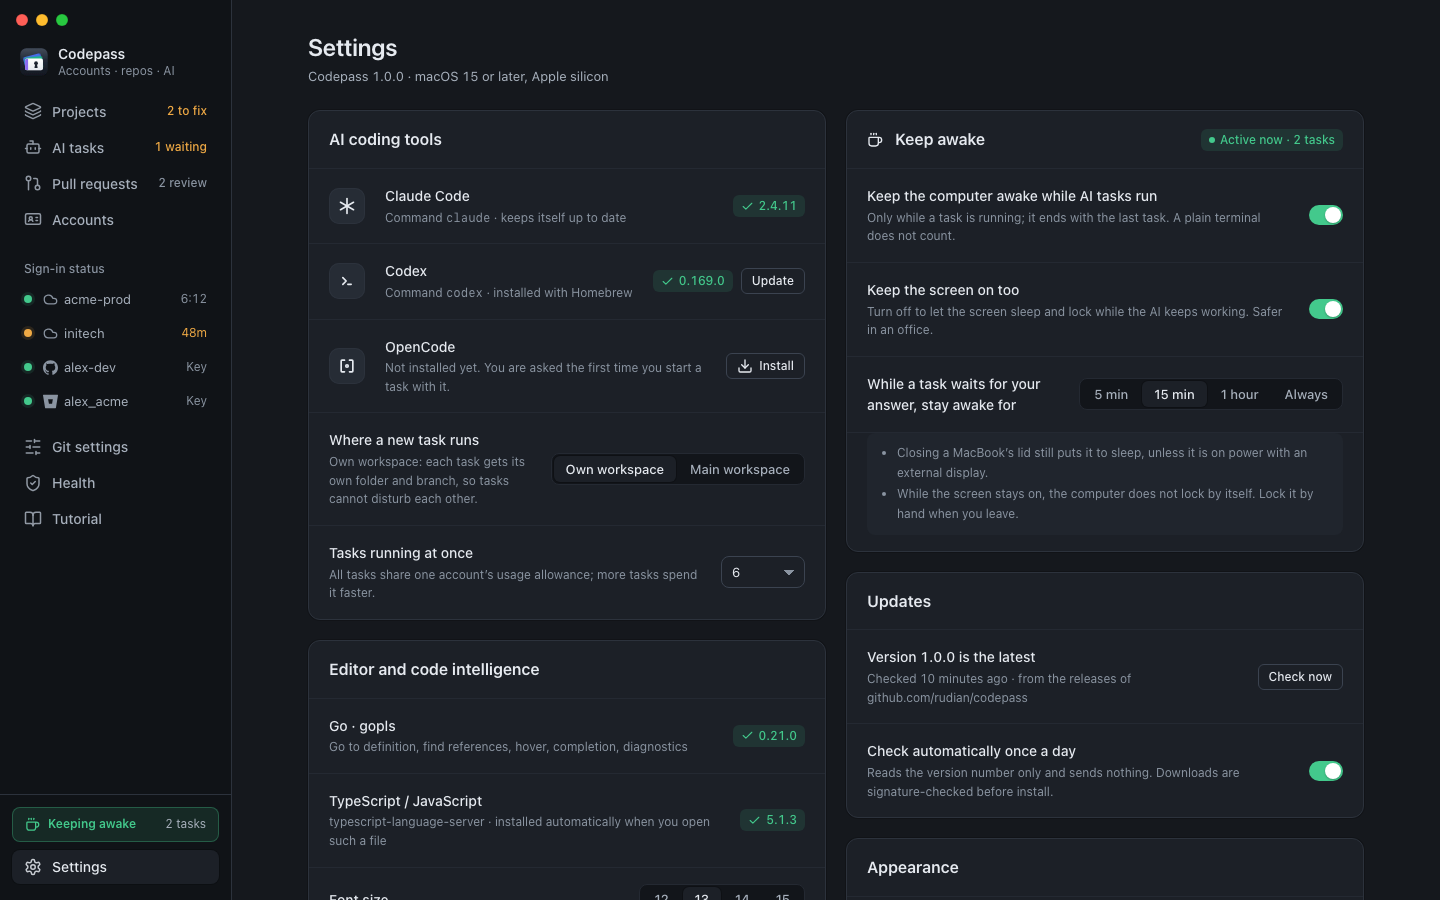 Codepass
Accounts · repos · AI
Projects 2 to fix
AI tasks 1 waiting
Pull requests 2 review
Accounts
Sign-in status
acme-prod 6:12
initech 48m
alex-dev Key
alex_acme Key
Git settings
Health
Tutorial
Keeping awake 2 tasks
Settings
Settings
Codepass 1.0.0 · macOS 15 or later, Apple silicon
AI coding tools
Claude Code
Command claude · keeps itself up to date
2.4.11
Codex
Command codex · installed with Homebrew
0.169.0 Update
OpenCode
Not installed yet. You are asked the first time you start a
task with it.
Install
Where a new task runs
Own workspace: each task gets its
own folder and branch, so tasks
cannot disturb each other.
Own workspace Main workspace
Tasks running at once
All tasks share one account's usage allowance; more tasks spend
it faster.
6
Editor and code intelligence
Go · gopls
Go to definition, find references, hover, completion, diagnostics
0.21.0
TypeScript / JavaScript
typescript-language-server · installed automatically when you open
such a file
5.1.3
Font size 12 13 14 15
Keep awake Active now · 2 tasks
Keep the computer awake while AI tasks run
Only while a task is running; it ends with the last task. A plain terminal
does not count.
Keep the screen on too
Turn off to let the screen sleep and lock while the AI keeps working. Safer
in an office.
While a task waits for your
answer, stay awake for
5 min 15 min 1 hour Always
• Closing a MacBook's lid still puts it to sleep, unless it is on power with an
external display.
• While the screen stays on, the computer does not lock by itself. Lock it by
hand when you leave.
Updates
Version 1.0.0 is the latest
Checked 10 minutes ago · from the releases of
github.com/rudian/codepass
Check now
Check automatically once a day
Reads the version number only and sends nothing. Downloads are
signature-checked before install.
Appearance